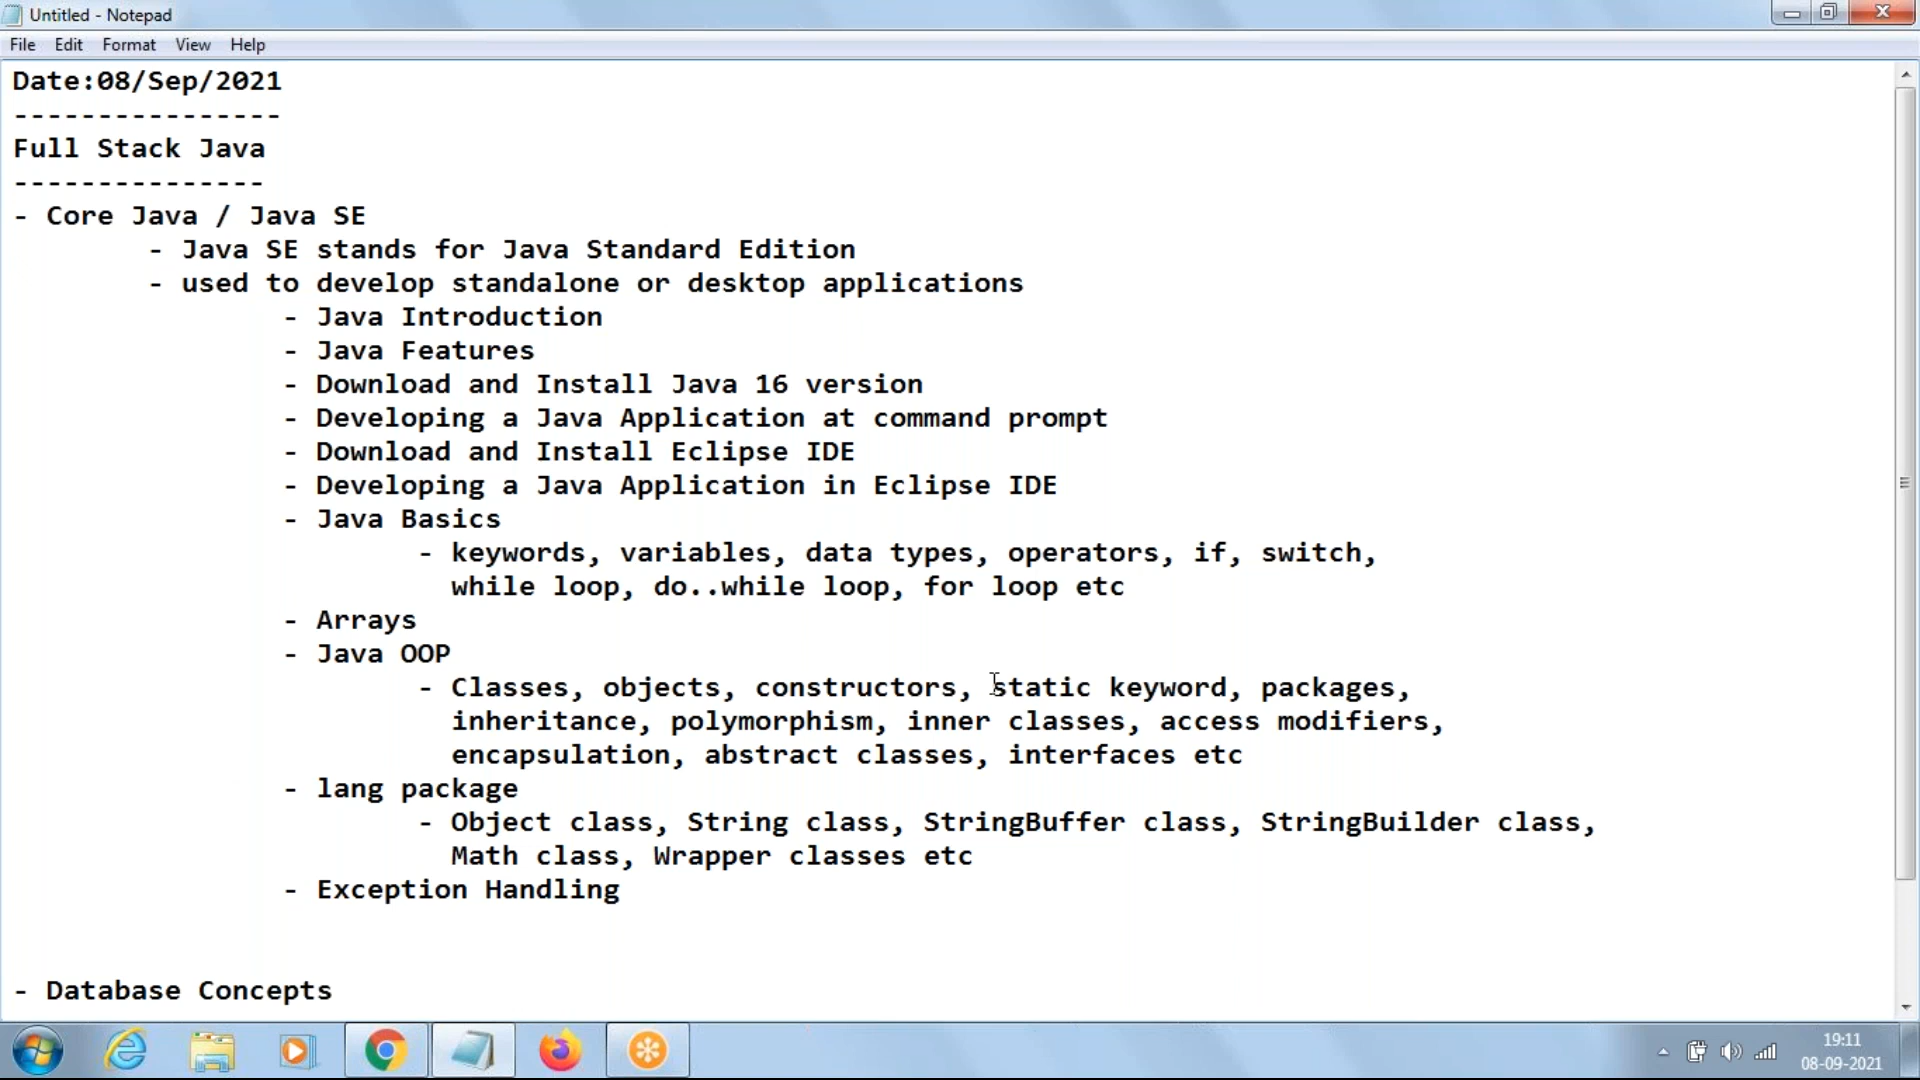 Untitled - Notepad
File Edit Format View Help
Date:08/Sep/2021
----------------
Full Stack Java
---------------
- Core Java / Java SE
- Java SE stands for Java Standard Edition
- used to develop standalone or desktop applications
- Java Introduction
- Java Features
- Download and Install Java 16 version
- Developing a Java Application at command prompt
- Download and Install Eclipse IDE
- Developing a Java Application in Eclipse IDE
- Java Basics
- keywords, variables, data types, operators, if, switch,
while loop, do..while loop, for loop etc
- Arrays
- Java OOP
- Classes, objects, constructors, static keyword, packages,
inheritance, polymorphism, inner classes, access modifiers,
encapsulation, abstract classes, interfaces etc
- lang package
- Object class, String class, StringBuffer class, StringBuilder class,
Math class, Wrapper classes etc
- Exception Handling
- Database Concepts
19:11
08-09-2021